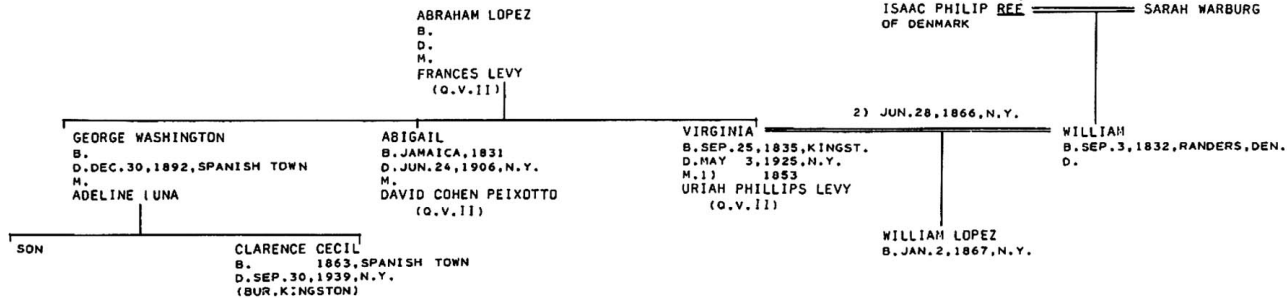 ABRAHAM LOPEZ
B.
D.
M.
FRANCES LEVY
(Q.V.II)
ISAAC PHILIP REE
OF DENMARK
SARAH WARBURG
GEORGE WASHINGTON
B.
D.DEC.30,1892,SPANISH TOWN
M.
ADELINE LUNA
ABIGAIL
B.JAMAICA,1831
D.JUN.24,1906,N.Y.
M.
DAVID COHEN PEIXOTTO
(Q.V.II)
VIRGINIA
B.SEP.25,1835,KINGST.
D.MAY 3,1925,N.Y.
M.1) 1853
URIAH PHILLIPS LEVY
(Q.V.II)
2) JUN.28,1866,N.Y.
WILLIAM
B.SEP.3,1832,RANDERS,DEN.
D.
SON
CLARENCE CECIL
B. 1863,SPANISH TOWN
D.SEP.30,1939,N.Y.
(BUR.KINGSTON)
WILLIAM LOPEZ
B.JAN.2,1867,N.Y.